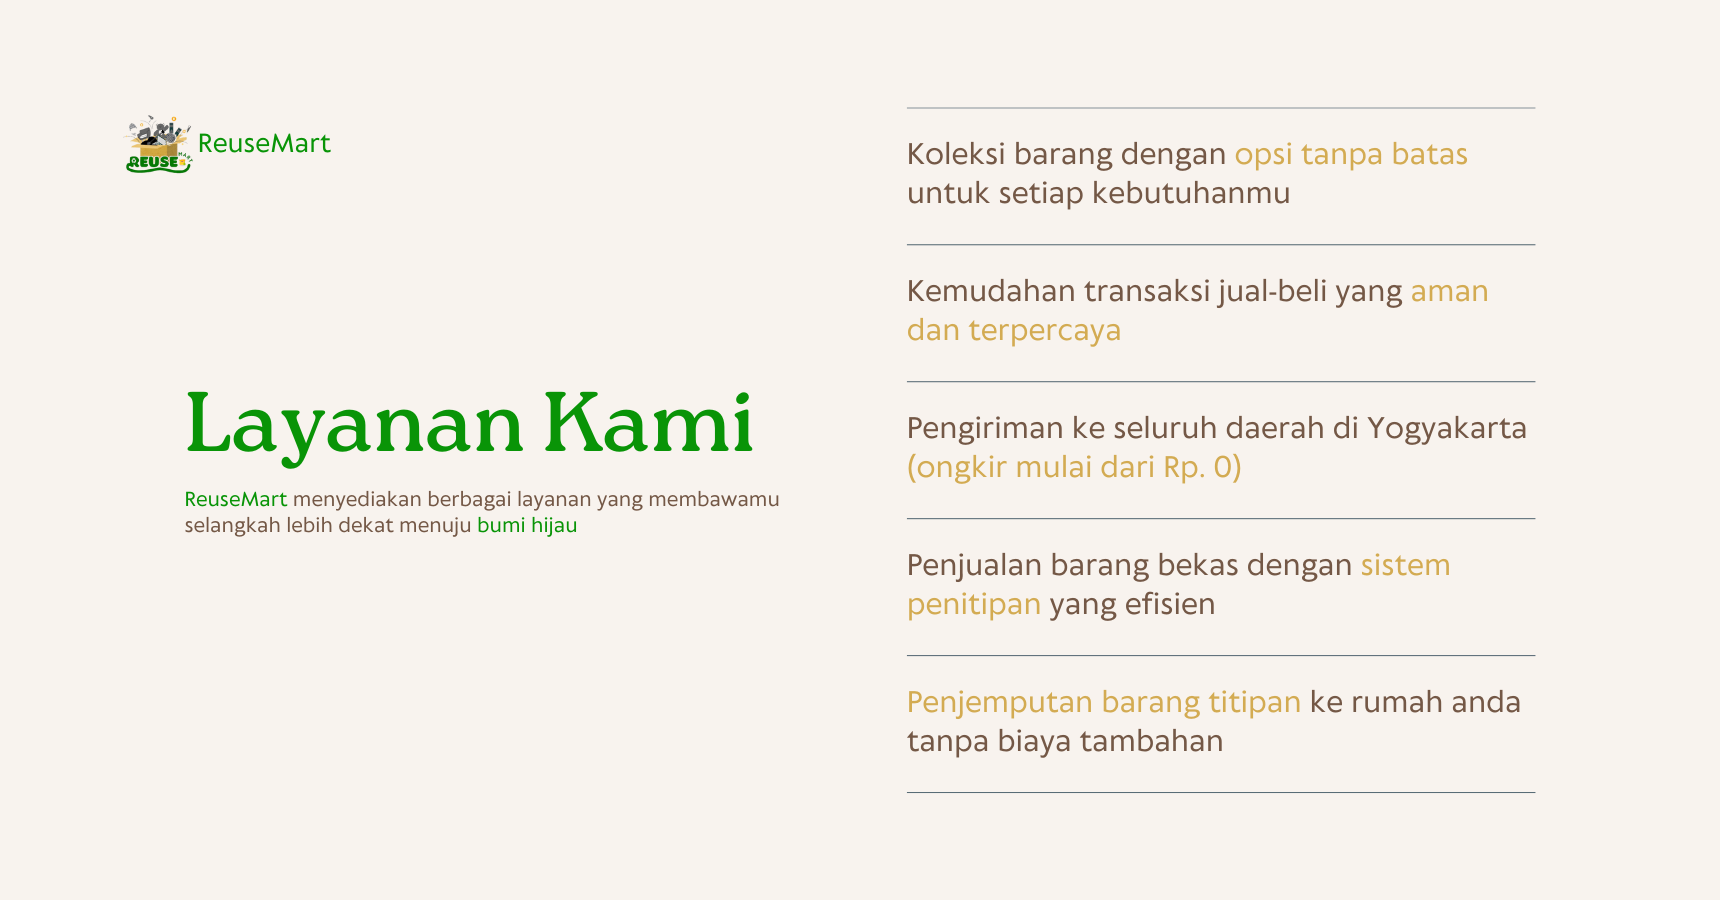 REUSE
MART
ReuseMart
Layanan Kami
ReuseMart menyediakan berbagai layanan yang membawamu
selangkah lebih dekat menuju bumi hijau
Koleksi barang dengan opsi tanpa batas
untuk setiap kebutuhanmu
Kemudahan transaksi jual-beli yang aman
dan terpercaya
Pengiriman ke seluruh daerah di Yogyakarta
(ongkir mulai dari Rp. 0)
Penjualan barang bekas dengan sistem
penitipan yang efisien
Penjemputan barang titipan ke rumah anda
tanpa biaya tambahan